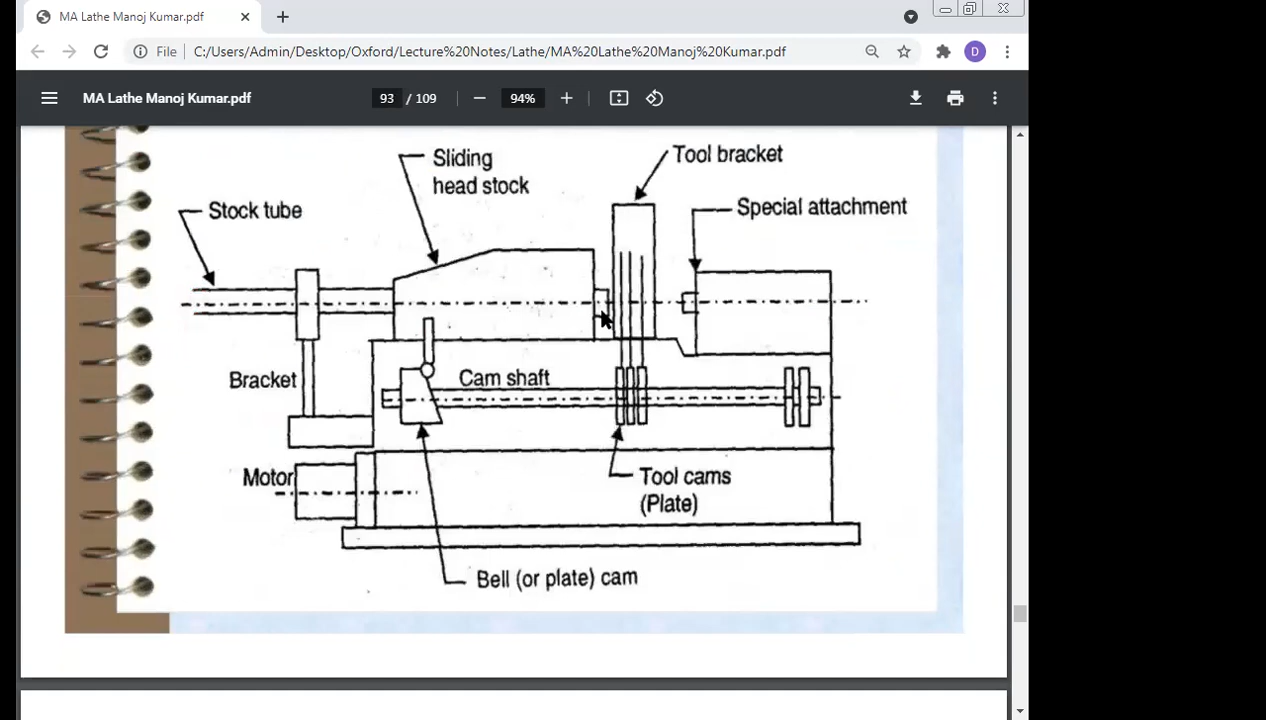 MA Lathe Manoj Kumar.pdf
File C:/Users/Admin/Desktop/Oxford/Lecture%20Notes/Lathe/MA%20Lathe%20Manoj%20Kumar.pdf
D
MA Lathe Manoj Kumar.pdf
93 / 109
94%
Sliding
head stock
Tool bracket
Stock tube
Special attachment
Bracket
Cam shaft
Motor
Tool cams
(Plate)
Bell (or plate) cam